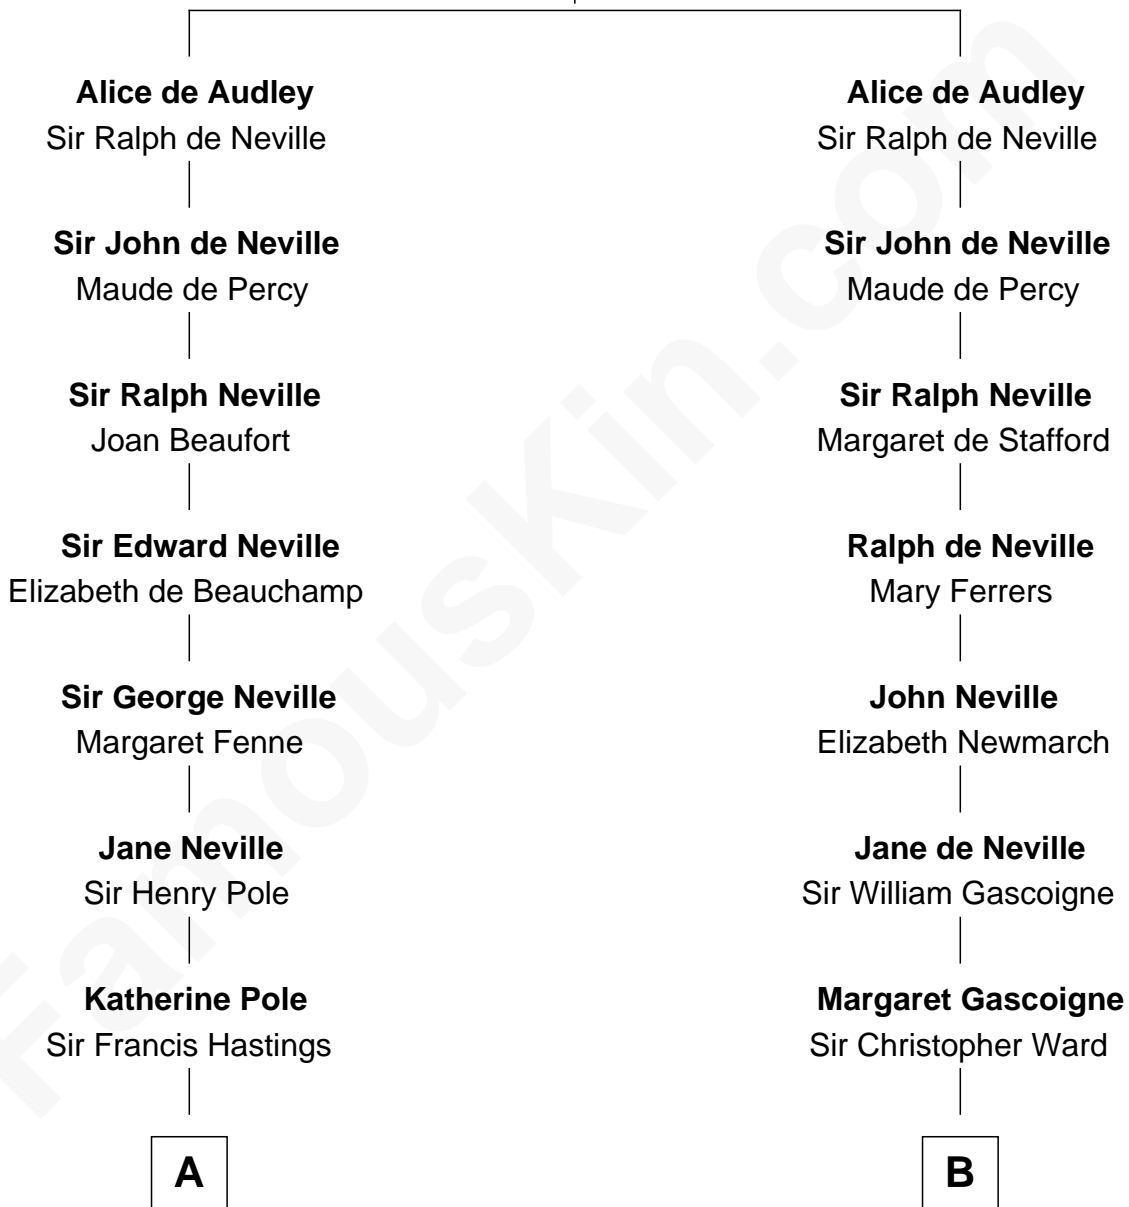 Alice de Audley
Sir Ralph de Neville
Sir John de Neville
Maude de Percy
Sir Ralph Neville
Joan Beaufort
Sir Edward Neville
Elizabeth de Beauchamp
Sir George Neville
Margaret Fenne
Jane Neville
Sir Henry Pole
Katherine Pole
Sir Francis Hastings
A
Alice de Audley
Sir Ralph de Neville
Sir John de Neville
Maude de Percy
Sir Ralph Neville
Margaret de Stafford
Ralph de Neville
Mary Ferrers
John Neville
Elizabeth Newmarch
Jane de Neville
Sir William Gascoigne
Margaret Gascoigne
Sir Christopher Ward
B
FamousKin.com